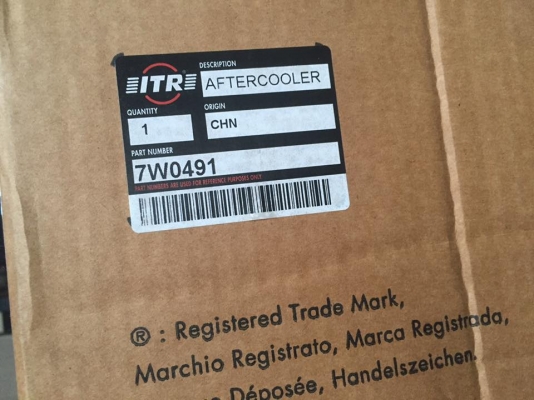 ITR®
DESCRIPTION
AFTERCOOLER
QUANTITY
1
ORIGIN
CHN
PART NUMBER
7W0491
PART NUMBERS ARE USED FOR REFERENCE PURPOSES ONLY
® : Registered Trade Mark,
Marchio Registrato, Marca Registrada,
Déposée, Handelszeichen.